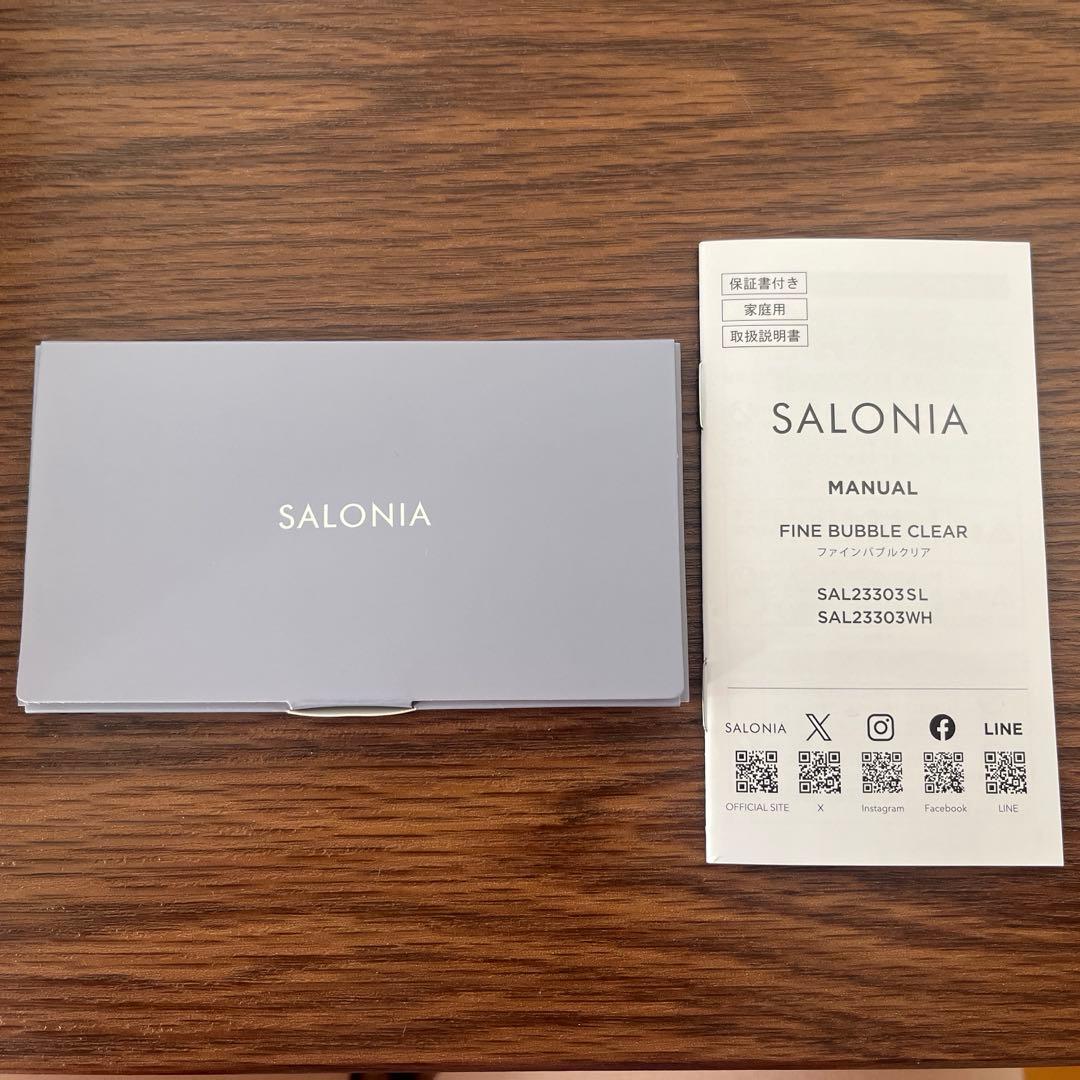 SALONIA
保証書付き
家庭用
取扱説明書
SALONIA
MANUAL
FINE BUBBLE CLEAR
ファインバブルクリア
SAL23303SL
SAL23303WH
SALONIA LINE
OFFICIAL SITE X Instagram Facebook LINE